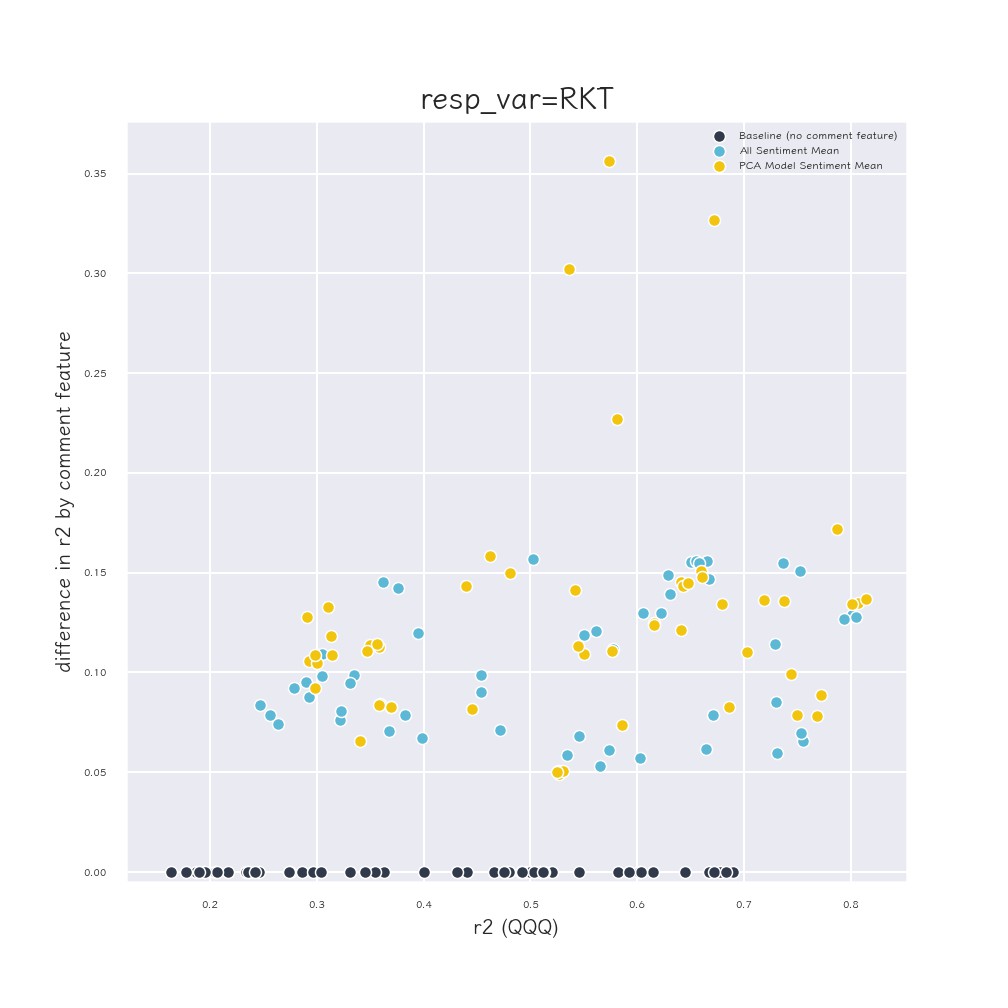 resp_var=RKT
Baseline (no comment feature)
All Sentiment Mean
PCA Model Sentiment Mean
difference in r2 by comment feature
0.35
0.30
0.25
0.20
0.15
0.10
0.05
0.00
0.2 0.3 0.4 0.5 0.6 0.7 0.8
r2 (QQQ)